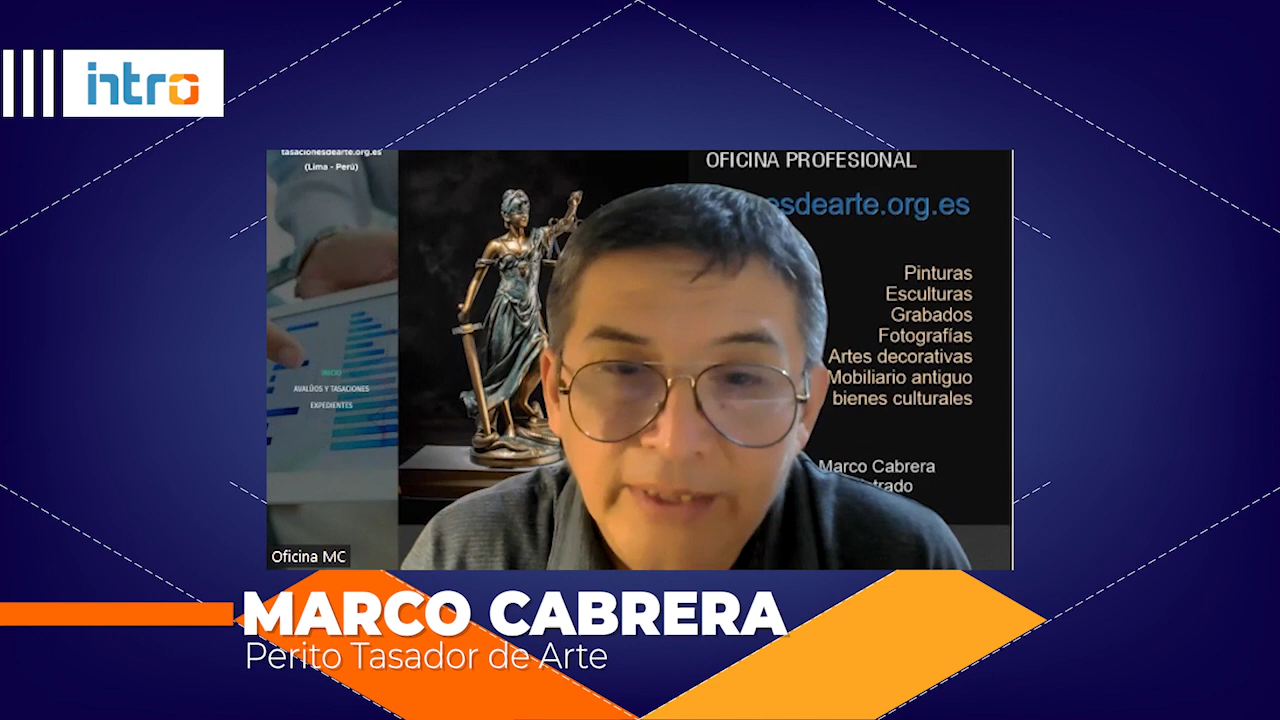 intro
tasacionesdearte.org.es
(Lima - Perú)
INICIO
AVALÚOS Y TASACIONES
EXPEDIENTES
OFICINA PROFESIONAL
esdearte.org.es
Pinturas
Esculturas
Grabados
Fotografías
Artes decorativas
Mobiliario antiguo
bienes culturales
Marco Cabrera
trado
Oficina MC
MARCO CABRERA
Perito Tasador de Arte